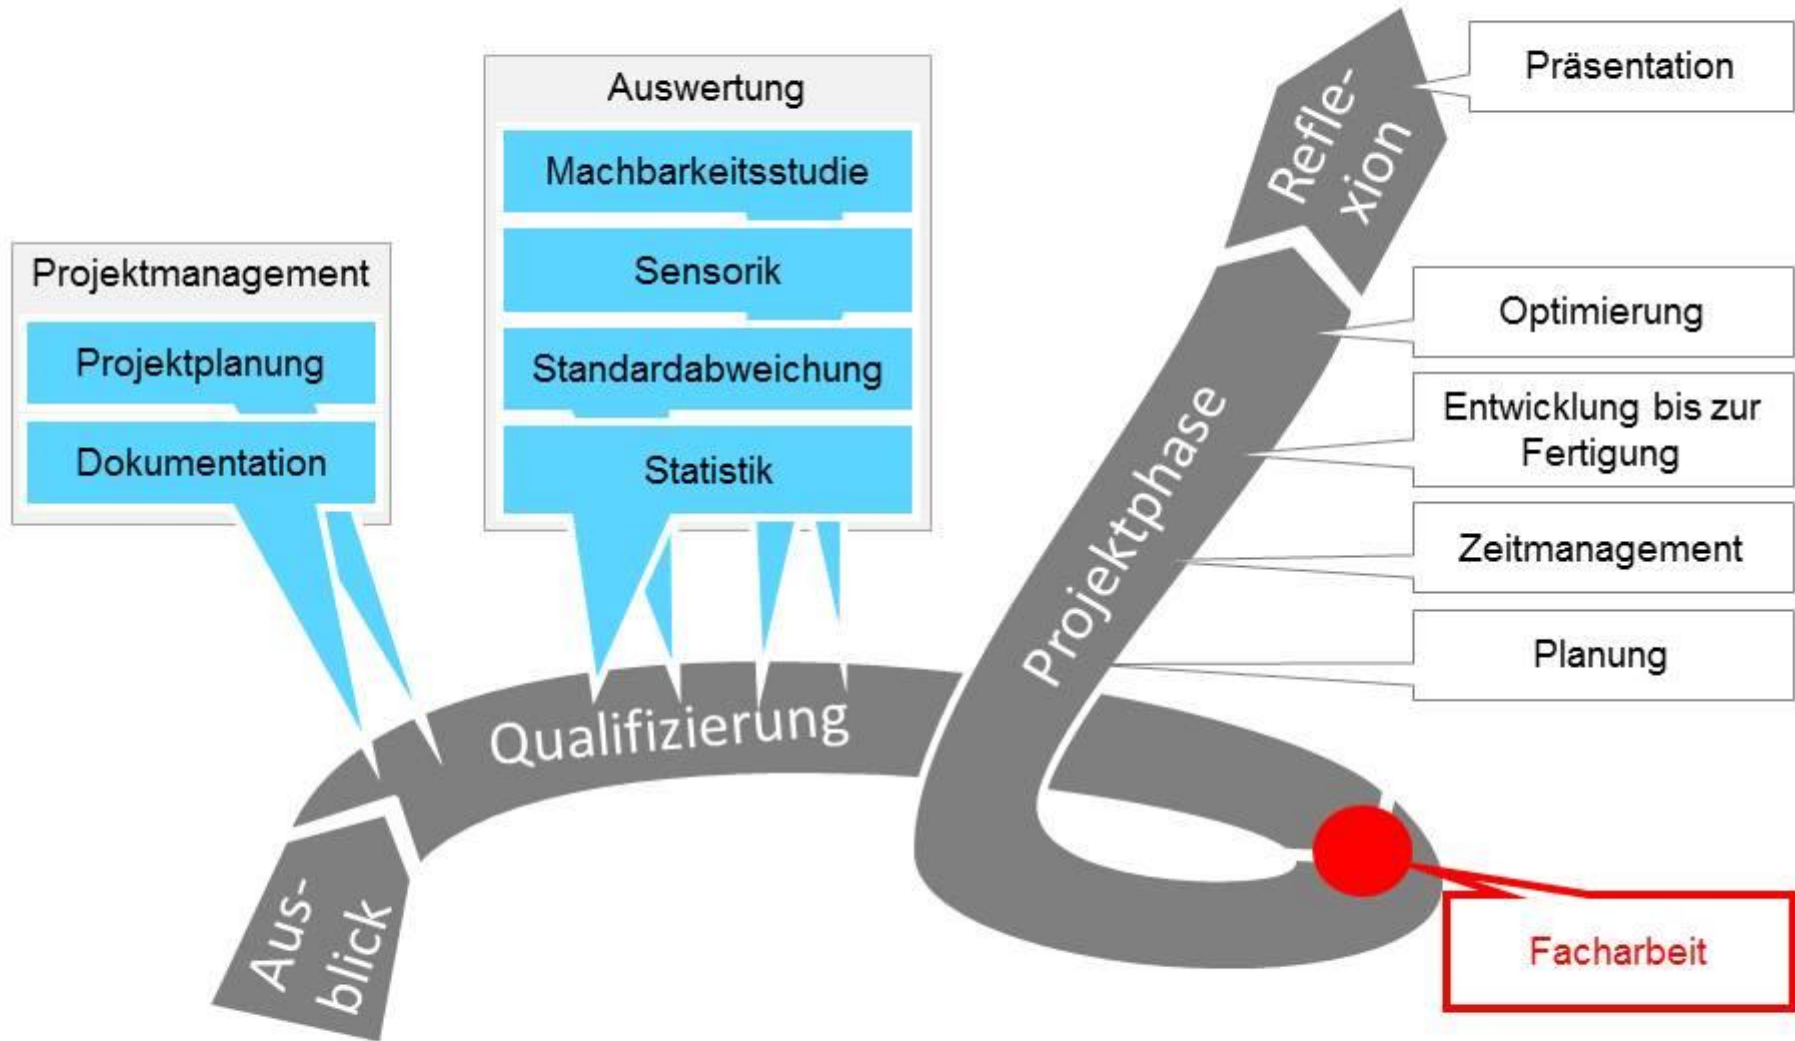 Projektmanagement
Projektplanung
Dokumentation
Auswertung
Machbarkeitsstudie
Sensorik
Standardabweichung
Statistik
Aus-
blick
Qualifizierung
Projektphase
Refle-
xion
Präsentation
Optimierung
Entwicklung bis zur
Fertigung
Zeitmanagement
Planung
Facharbeit